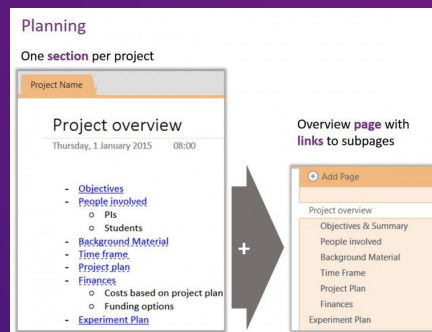 Planning
One section per project
Project Name
Project overview
Thursday, 1 January 2015 08:00
- Objectives
- People involved
o PIs
o Students
- Background Material
- Time frame
- Project plan
- Finances
o Costs based on project plan
o Funding options
- Experiment Plan
+
Overview page with
links to subpages
+ Add Page
Project overview
Objectives & Summary
People involved
Background Material
Time Frame
Project Plan
Finances
Experiment Plan